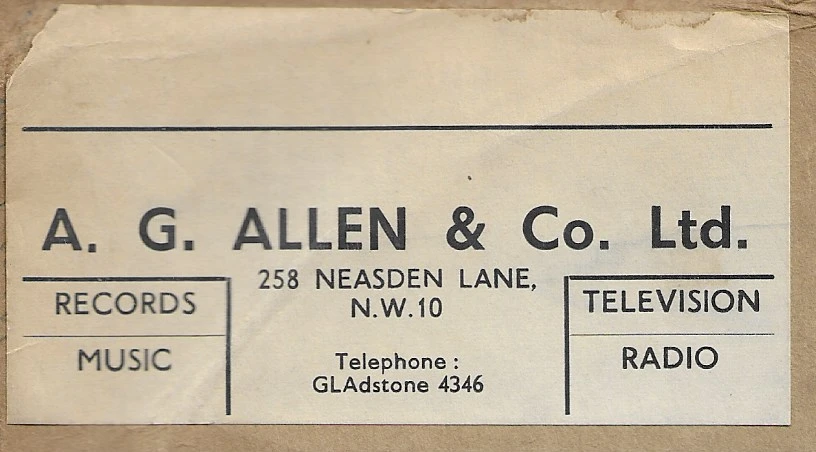 A. G. ALLEN & Co. Ltd.
258 NEASDEN LANE,
N.W.10
RECORDS
MUSIC
TELEVISION
RADIO
Telephone :
GLAdstone 4346